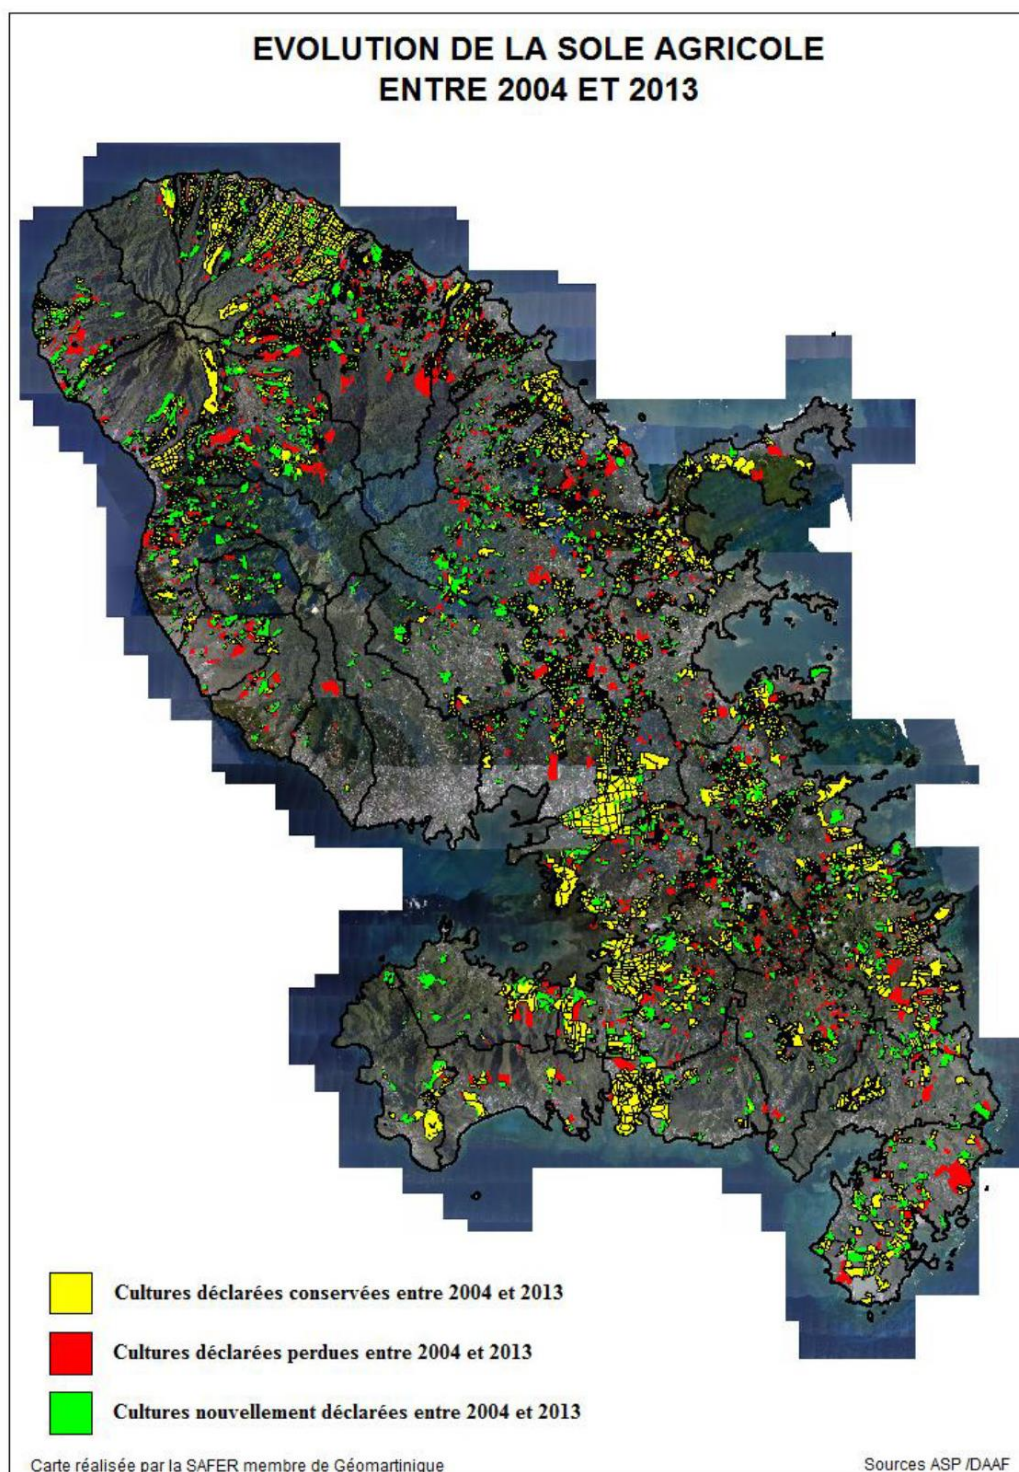 EVOLUTION DE LA SOLE AGRICOLE
ENTRE 2004 ET 2013
Cultures déclarées conservées entre 2004 et 2013
Cultures déclarées perdues entre 2004 et 2013
Cultures nouvellement déclarées entre 2004 et 2013
Carte réalisée par la SAFER membre de Géomartinique
Sources ASP /DAAF